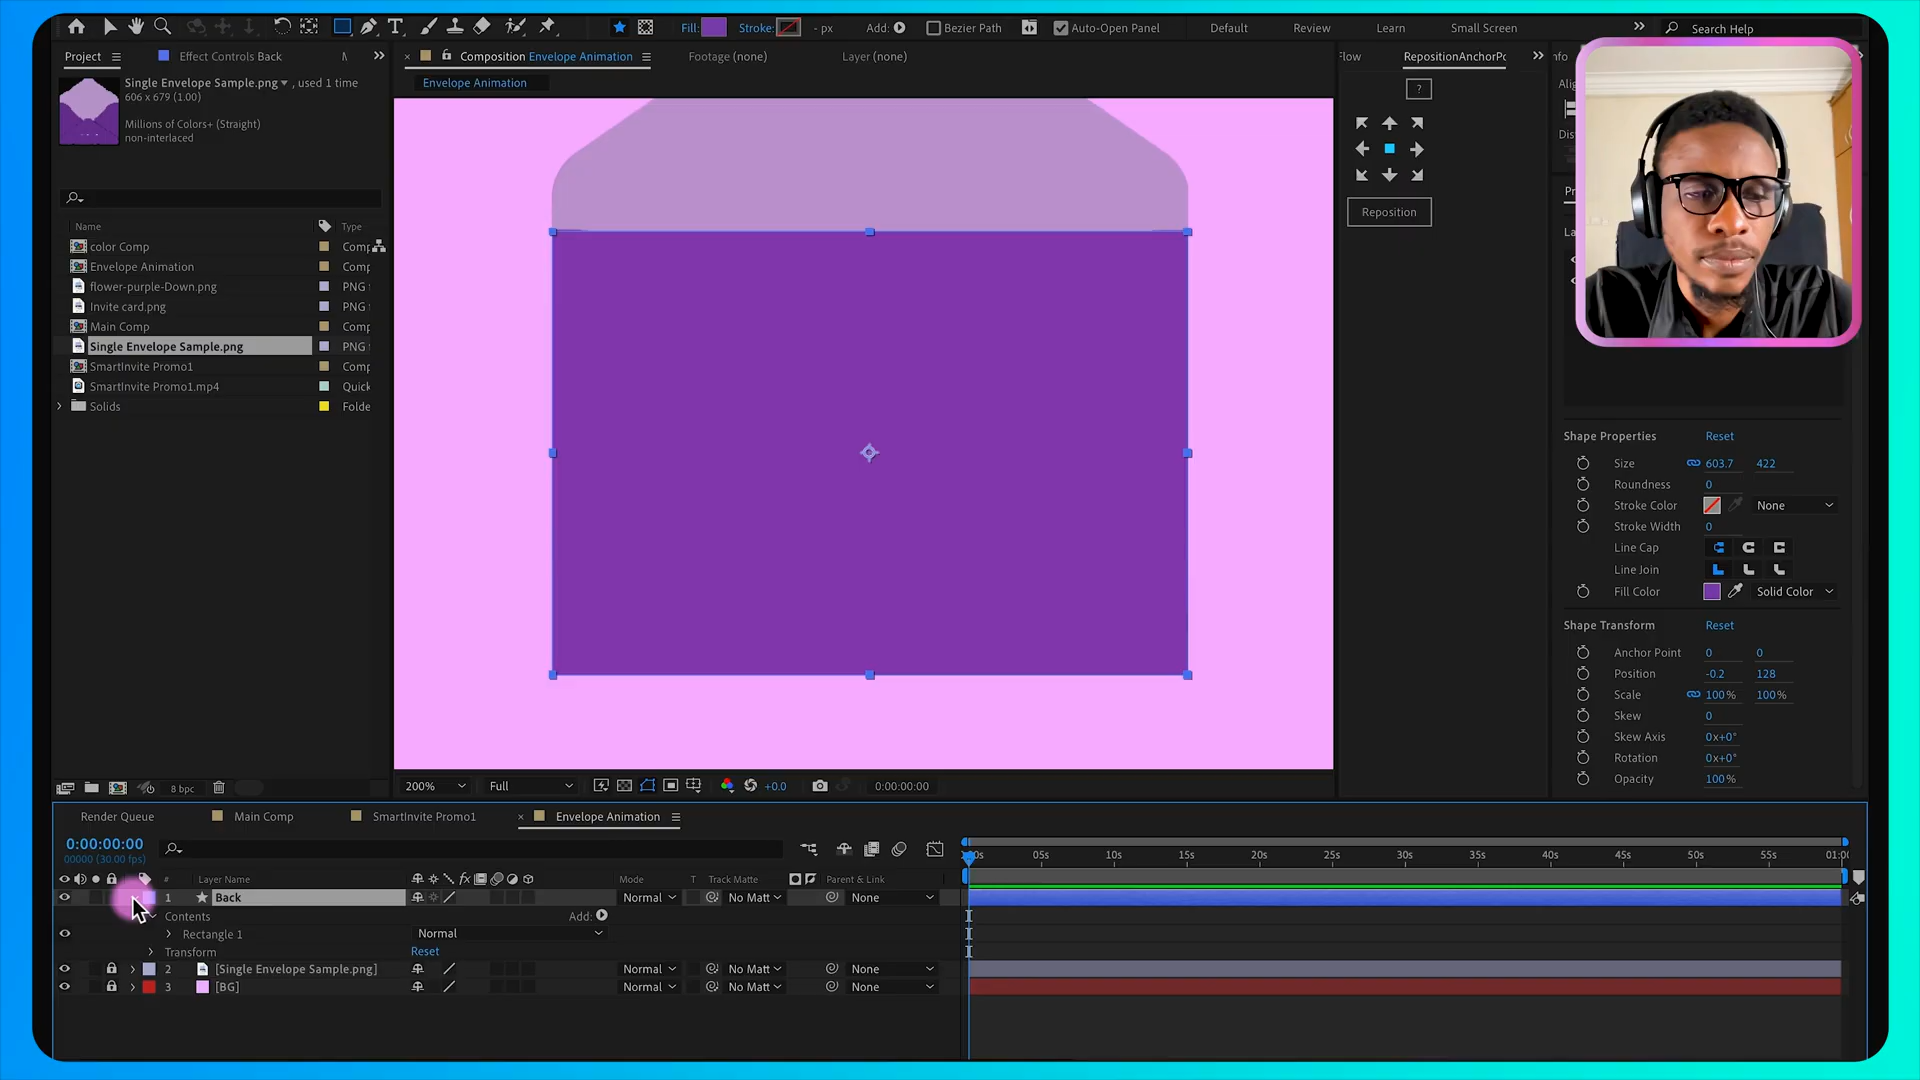 Fill:
Stroke:
- px
Add:
Bezier Path
Auto-Open Panel
Default
Review
Learn
Small Screen
Search Help
Project
Effect Controls Back
Composition Envelope Animation
Footage (none)
Layer (none)
Flow
RepositionAnchorPo
Single Envelope Sample.png, used 1 time
606 x 679 (1.00)
Millions of Colors+ (Straight)
non-interlaced
Envelope Animation
?
Reposition
Name
Type
color Comp
Comp
Envelope Animation
Comp
flower-purple-Down.png
PNG
Invite card.png
PNG
Main Comp
Comp
Single Envelope Sample.png
PNG
SmartInvite Promo1
Comp
SmartInvite Promo1.mp4
Quick
Solids
Folde
Shape Properties
Reset
Size
603.7
422
Roundness
0
Stroke Color
None
Stroke Width
0
Line Cap
Line Join
Fill Color
Solid Color
Shape Transform
Reset
Anchor Point
0
0
Position
-0.2
128
Scale
100%
100%
Skew
0
Skew Axis
0x+0°
Rotation
0x+0°
Opacity
100%
8 bpc
200%
Full
+0.0
0:00:00:00
Render Queue
Main Comp
SmartInvite Promo1
Envelope Animation
0:00:00:00
00000 (30.00 fps)
05s
10s
15s
20s
25s
30s
35s
40s
45s
50s
55s
01:0
#
Layer Name
fx
Mode
T
Track Matte
Parent & Link
1
Back
Normal
No Matt
None
Contents
Add:
Rectangle 1
Normal
Transform
Reset
2
[Single Envelope Sample.png]
Normal
No Matt
None
3
[BG]
Normal
No Matt
None